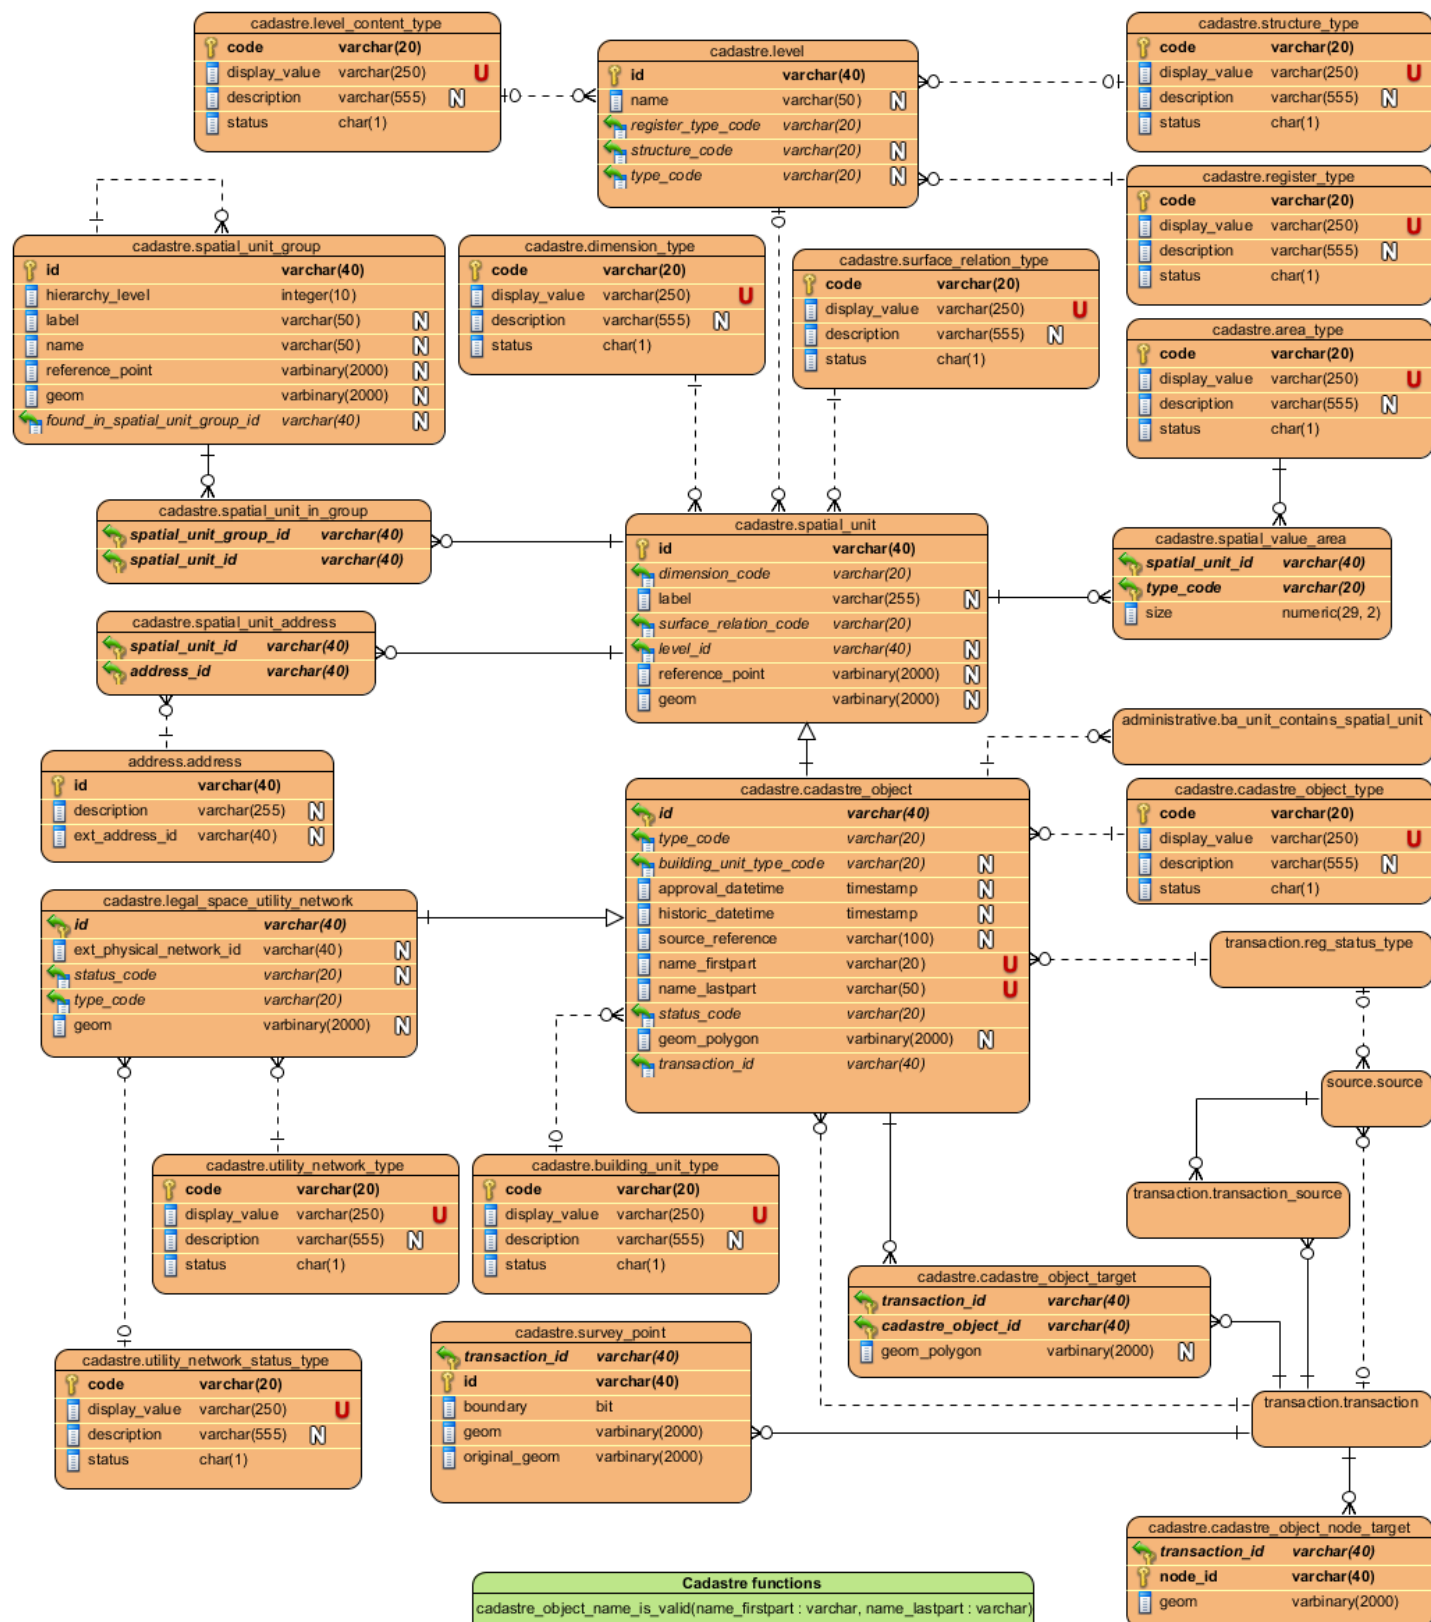 cadastre.level_content_type
code varchar(20)
display_value varchar(250) U
description varchar(555) N
status char(1)
cadastre.level
id varchar(40)
name varchar(50) N
register_type_code varchar(20)
structure_code varchar(20) N
type_code varchar(20) N
cadastre.structure_type
code varchar(20)
display_value varchar(250) U
description varchar(555) N
status char(1)
cadastre.register_type
code varchar(20)
display_value varchar(250) U
description varchar(555) N
status char(1)
cadastre.spatial_unit_group
id varchar(40)
hierarchy_level integer(10)
label varchar(50) N
name varchar(50) N
reference_point varbinary(2000) N
geom varbinary(2000) N
found_in_spatial_unit_group_id varchar(40) N
cadastre.dimension_type
code varchar(20)
display_value varchar(250) U
description varchar(555) N
status char(1)
cadastre.surface_relation_type
code varchar(20)
display_value varchar(250) U
description varchar(555) N
status char(1)
cadastre.area_type
code varchar(20)
display_value varchar(250) U
description varchar(555) N
status char(1)
cadastre.spatial_unit_in_group
spatial_unit_group_id varchar(40)
spatial_unit_id varchar(40)
cadastre.spatial_unit
id varchar(40)
dimension_code varchar(20)
label varchar(255) N
surface_relation_code varchar(20)
level_id varchar(40) N
reference_point varbinary(2000) N
geom varbinary(2000) N
cadastre.spatial_value_area
spatial_unit_id varchar(40)
type_code varchar(20)
size numeric(29, 2)
cadastre.spatial_unit_address
spatial_unit_id varchar(40)
address_id varchar(40)
administrative.ba_unit_contains_spatial_unit
address.address
id varchar(40)
description varchar(255) N
ext_address_id varchar(40) N
cadastre.cadastre_object
id varchar(40)
type_code varchar(20)
building_unit_type_code varchar(20) N
approval_datetime timestamp N
historic_datetime timestamp N
source_reference varchar(100) N
name_firstpart varchar(20) U
name_lastpart varchar(50) U
status_code varchar(20)
geom_polygon varbinary(2000) N
transaction_id varchar(40)
cadastre.cadastre_object_type
code varchar(20)
display_value varchar(250) U
description varchar(555) N
status char(1)
cadastre.legal_space_utility_network
id varchar(40)
ext_physical_network_id varchar(40) N
status_code varchar(20) N
type_code varchar(20)
geom varbinary(2000) N
transaction.reg_status_type
source.source
transaction.transaction_source
cadastre.utility_network_type
code varchar(20)
display_value varchar(250) U
description varchar(555) N
status char(1)
cadastre.building_unit_type
code varchar(20)
display_value varchar(250) U
description varchar(555) N
status char(1)
cadastre.cadastre_object_target
transaction_id varchar(40)
cadastre_object_id varchar(40)
geom_polygon varbinary(2000) N
cadastre.utility_network_status_type
code varchar(20)
display_value varchar(250) U
description varchar(555) N
status char(1)
cadastre.survey_point
transaction_id varchar(40)
id varchar(40)
boundary bit
geom varbinary(2000)
original_geom varbinary(2000)
transaction.transaction
cadastre.cadastre_object_node_target
transaction_id varchar(40)
node_id varchar(40)
geom varbinary(2000)
Cadastre functions
cadastre_object_name_is_valid(name_firstpart : varchar, name_lastpart : varchar)